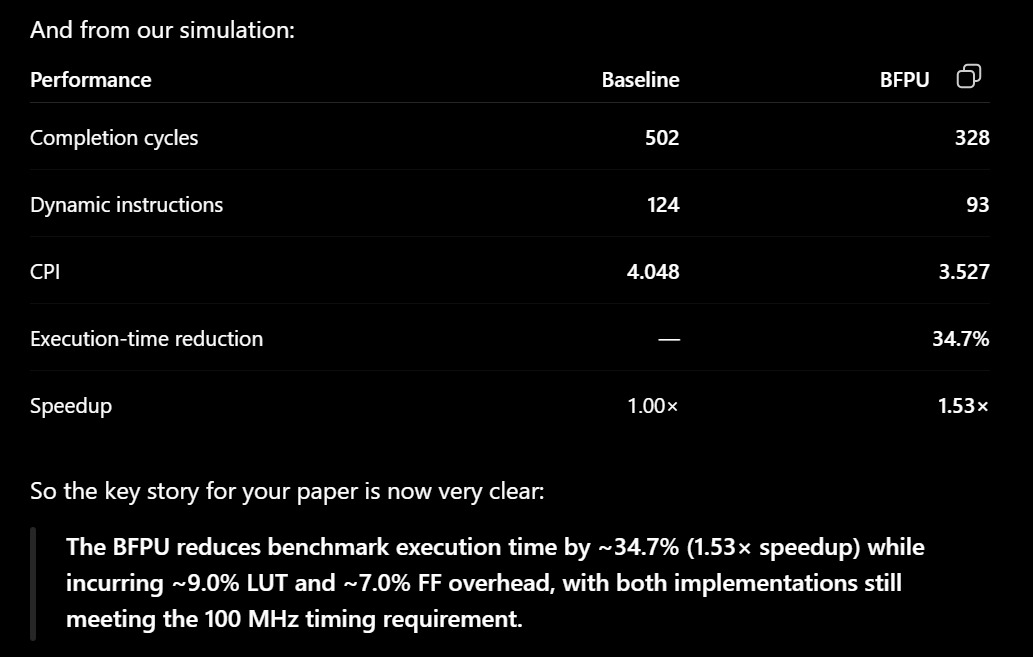 And from our simulation:
Performance Baseline BFPU
Completion cycles 502 328
Dynamic instructions 124 93
CPI 4.048 3.527
Execution-time reduction — 34.7%
Speedup 1.00× 1.53×
So the key story for your paper is now very clear:
The BFPU reduces benchmark execution time by ~34.7% (1.53× speedup) while
incurring ~9.0% LUT and ~7.0% FF overhead, with both implementations still
meeting the 100 MHz timing requirement.